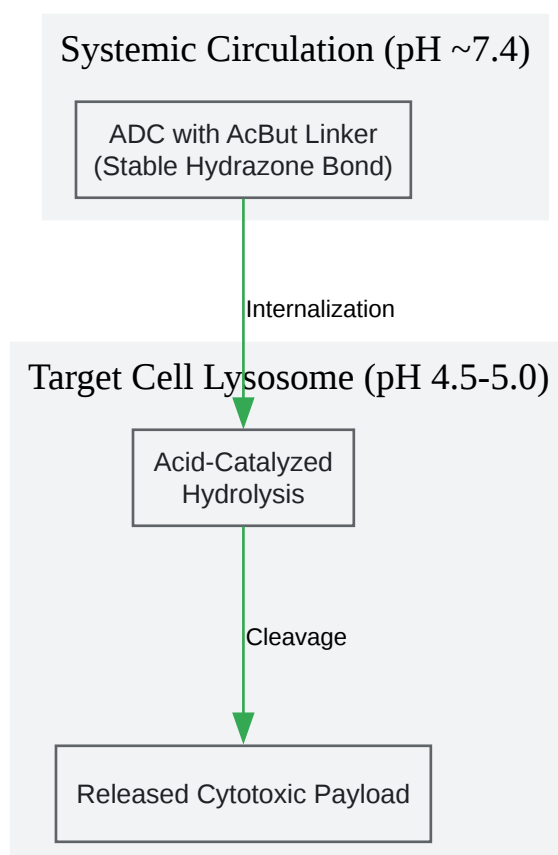 Systemic Circulation (pH ~7.4)
ADC with AcBut Linker
(Stable Hydrazone Bond)
Internalization
Target Cell Lysosome (pH 4.5-5.0)
Acid-Catalyzed
Hydrolysis
Cleavage
Released Cytotoxic Payload